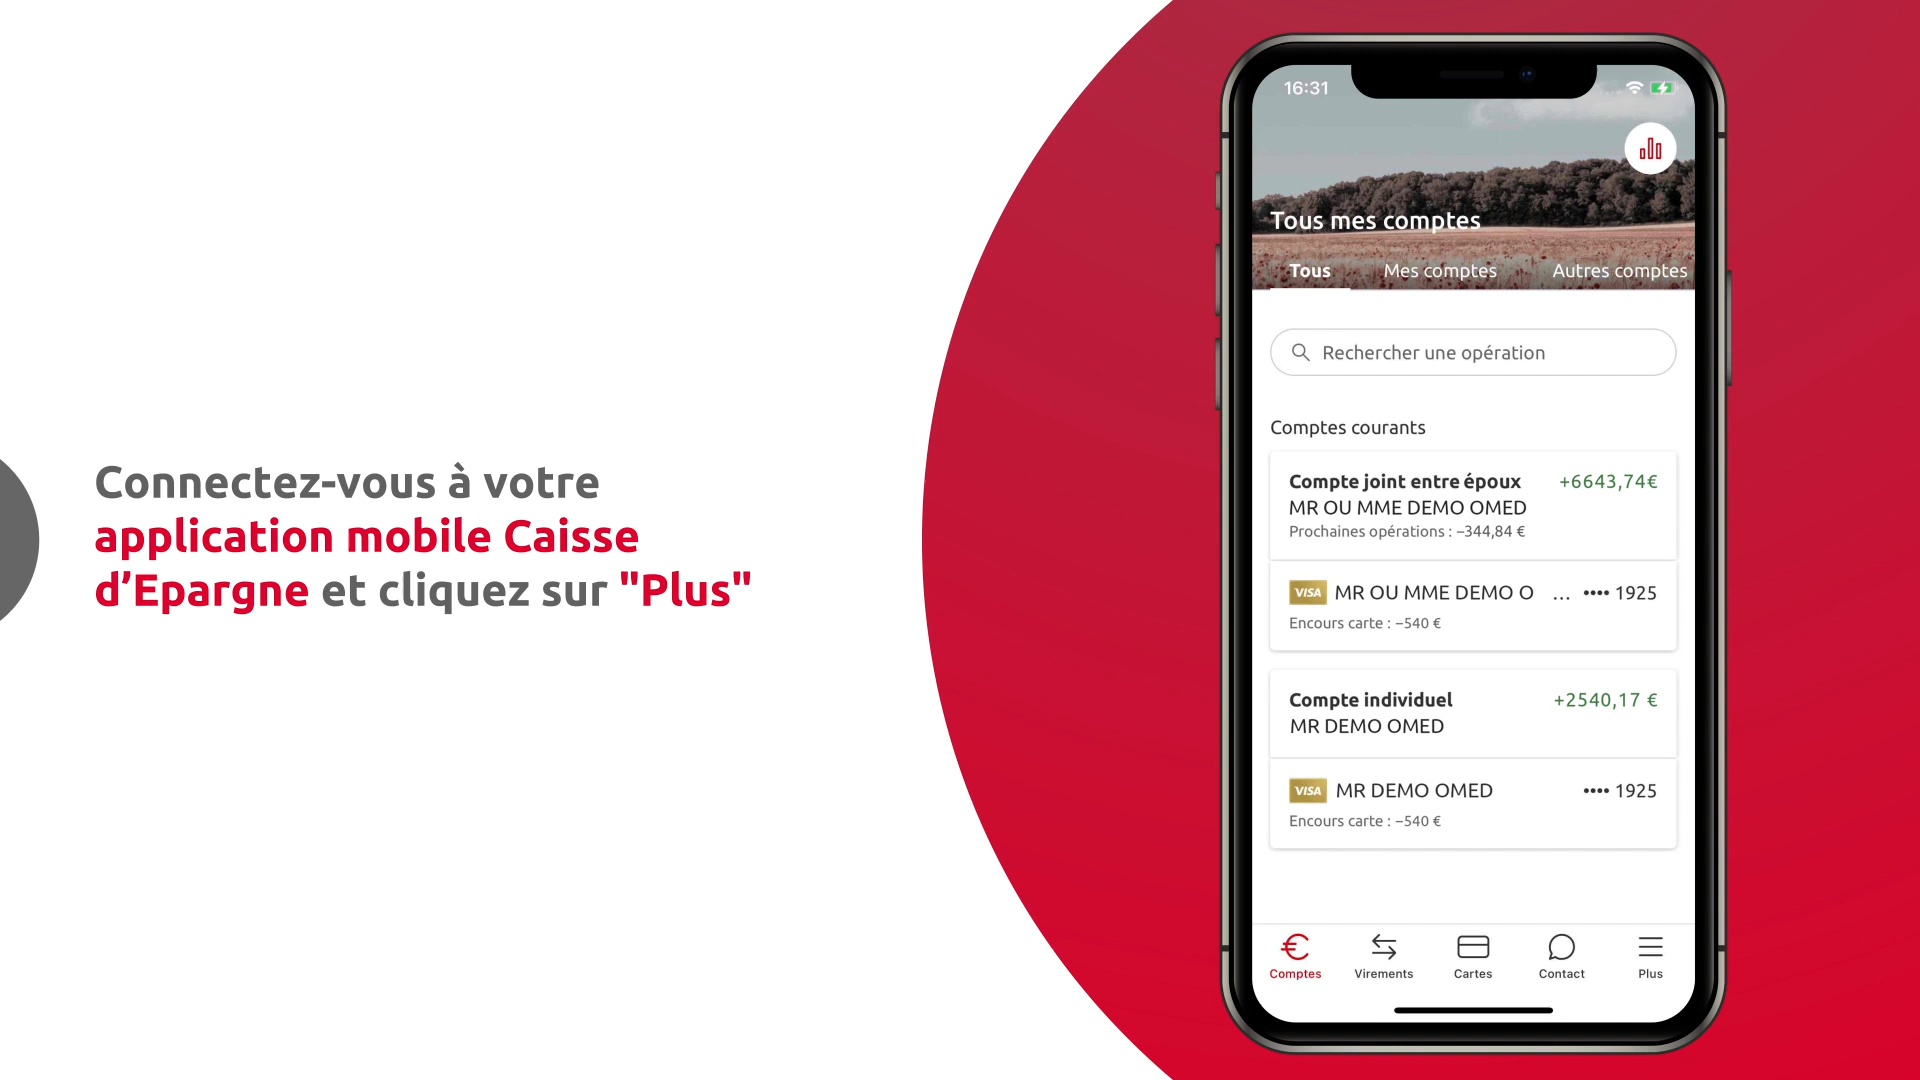 Connectez-vous à votre
application mobile Caisse
d’Epargne et cliquez sur "Plus"
16:31
Tous mes comptes
Tous Mes comptes Autres comptes
Rechercher une opération
Comptes courants
Compte joint entre époux +6643,74€
MR OU MME DEMO OMED
Prochaines opérations : −344,84 €
VISA MR OU MME DEMO O ... •••• 1925
Encours carte : −540 €
Compte individuel +2540,17 €
MR DEMO OMED
VISA MR DEMO OMED •••• 1925
Encours carte : −540 €
Comptes Virements Cartes Contact Plus